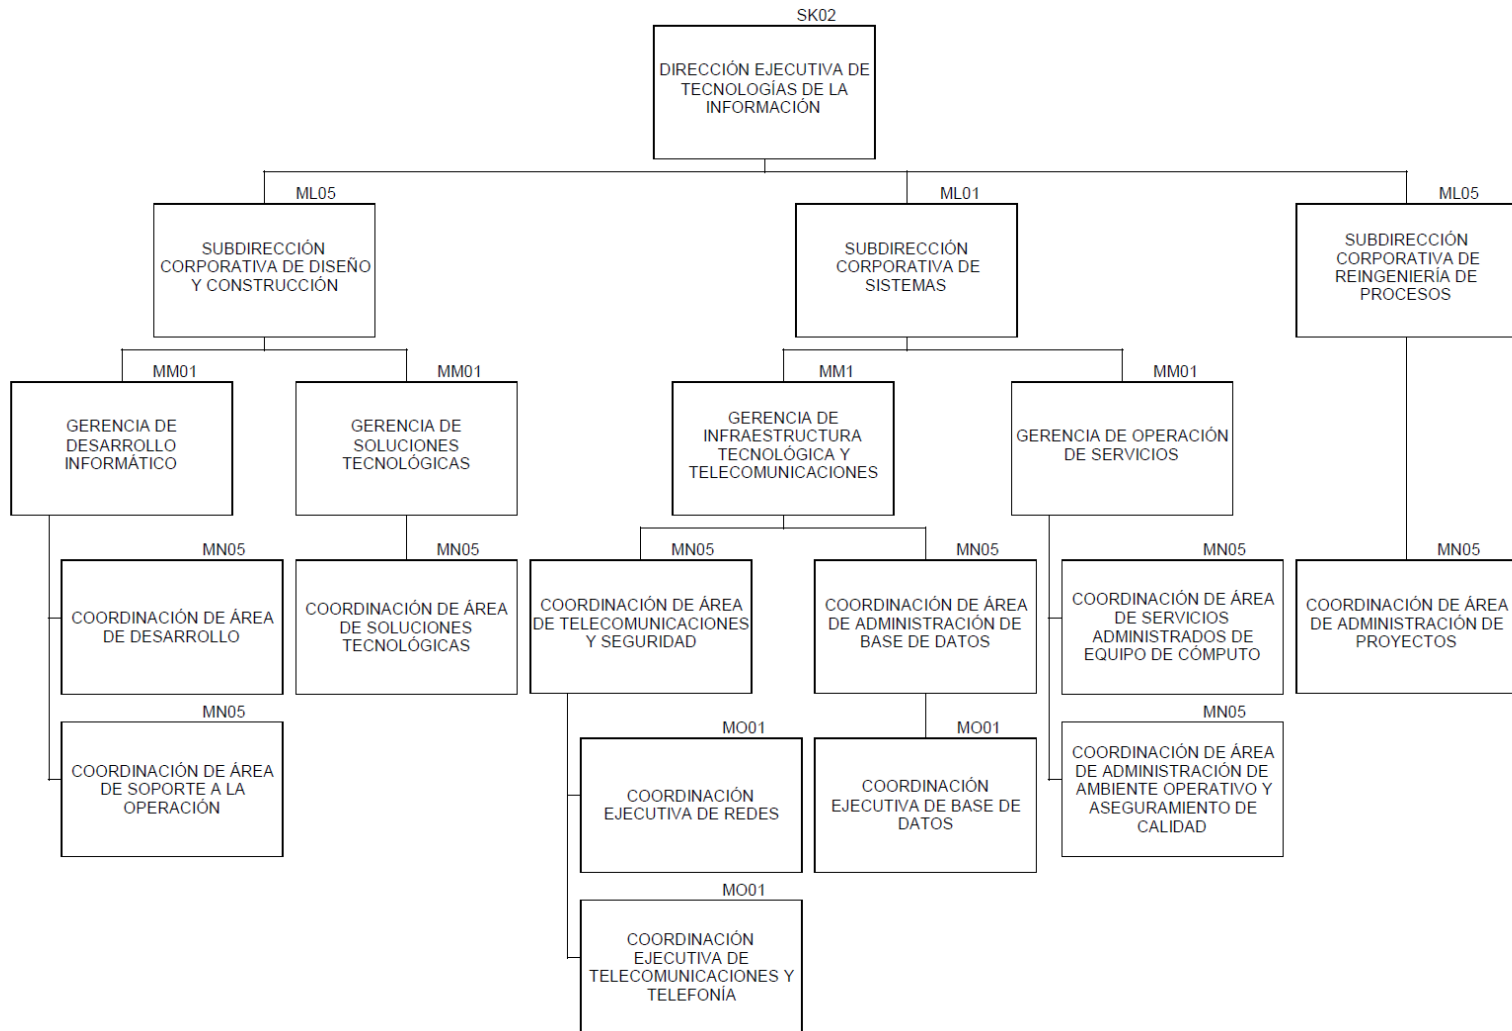 SK02
DIRECCIÓN EJECUTIVA DE
TECNOLOGÍAS DE LA
INFORMACIÓN
ML05
SUBDIRECCIÓN
CORPORATIVA DE DISEÑO
Y CONSTRUCCIÓN
ML01
SUBDIRECCIÓN
CORPORATIVA DE
SISTEMAS
ML05
SUBDIRECCIÓN
CORPORATIVA DE
REINGENIERÍA DE
PROCESOS
MM01
GERENCIA DE
DESARROLLO
INFORMÁTICO
MM01
GERENCIA DE
SOLUCIONES
TECNOLÓGICAS
MM1
GERENCIA DE
INFRAESTRUCTURA
TECNOLÓGICA Y
TELECOMUNICACIONES
MM01
GERENCIA DE OPERACIÓN
DE SERVICIOS
MN05
COORDINACIÓN DE ÁREA
DE DESARROLLO
MN05
COORDINACIÓN DE ÁREA
DE SOLUCIONES
TECNOLÓGICAS
MN05
COORDINACIÓN DE ÁREA
DE TELECOMUNICACIONES
Y SEGURIDAD
MN05
COORDINACIÓN DE ÁREA
DE ADMINISTRACIÓN DE
BASE DE DATOS
MN05
COORDINACIÓN DE ÁREA
DE SERVICIOS
ADMINISTRADOS DE
EQUIPO DE CÓMPUTO
MN05
COORDINACIÓN DE ÁREA
DE ADMINISTRACIÓN DE
PROYECTOS
MN05
COORDINACIÓN DE ÁREA
DE SOPORTE A LA
OPERACIÓN
MO01
COORDINACIÓN
EJECUTIVA DE REDES
MO01
COORDINACIÓN
EJECUTIVA DE BASE DE
DATOS
MN05
COORDINACIÓN DE ÁREA
DE ADMINISTRACIÓN DE
AMBIENTE OPERATIVO Y
ASEGURAMIENTO DE
CALIDAD
MO01
COORDINACIÓN
EJECUTIVA DE
TELECOMUNICACIONES Y
TELEFONÍA